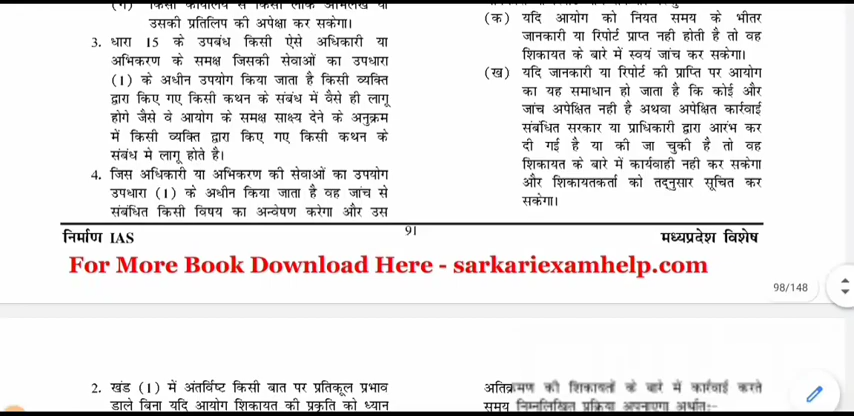 (ग) किसी कार्यालय से किसी लोक अभिलेख या
उसकी प्रतिलिप की अपेक्षा कर सकेगा।
3. धारा 15 के उपबंध किसी ऐसे अधिकारी या
अभिकरण के समक्ष जिसकी सेवाओं का उपधारा
(1) के अधीन उपयोग किया जाता है किसी व्यक्ति
द्वारा किए गए किसी कथन के संबंध में वैसे ही लागू
होगे जैसे वे आयोग के समक्ष साक्ष्य देने के अनुक्रम
में किसी व्यक्ति द्वारा किए गए किसी कथन के
संबंध मे लागू होते है।
4. जिस अधिकारी या अभिकरण की सेवाओं का उपयोग
उपधारा (1) के अधीन किया जाता है वह जांच से
संबंधित किसी विषय का अन्वेषण करेगा और उस
(क) यदि आयोग को नियत समय के भीतर
जानकारी या रिपोर्ट प्राप्त नही होती है तो वह
शिकायत के बारे में स्वयं जांच कर सकेगा।
(ख) यदि जानकारी या रिपोर्ट की प्राप्ति पर आयोग
का यह समाधान हो जाता है कि कोई और
जांच अपेक्षित नही है अथवा अपेक्षित कार्रवाई
संबंधित सरकार या प्राधिकारी द्वारा आरंभ कर
दी गई है या की जा चुकी है तो वह
शिकायत के बारे में कार्यवाही नही कर सकेगा
और शिकायतकर्ता को तद्नुसार सूचित कर
सकेगा।
निर्माण IAS
91
मध्यप्रदेश विशेष
For More Book Download Here - sarkariexamhelp.com
98/148
2. खंड (1) में अंतर्विष्ट किसी बात पर प्रतिकूल प्रभाव
डाले बिना यदि आयोग शिकायत की प्रकृति को ध्यान
अतिक्रमण की शिकायतों के बारे में कार्रवाई करते
समय निम्नलिखित प्रक्रिया अपनाएगा अर्थात:-